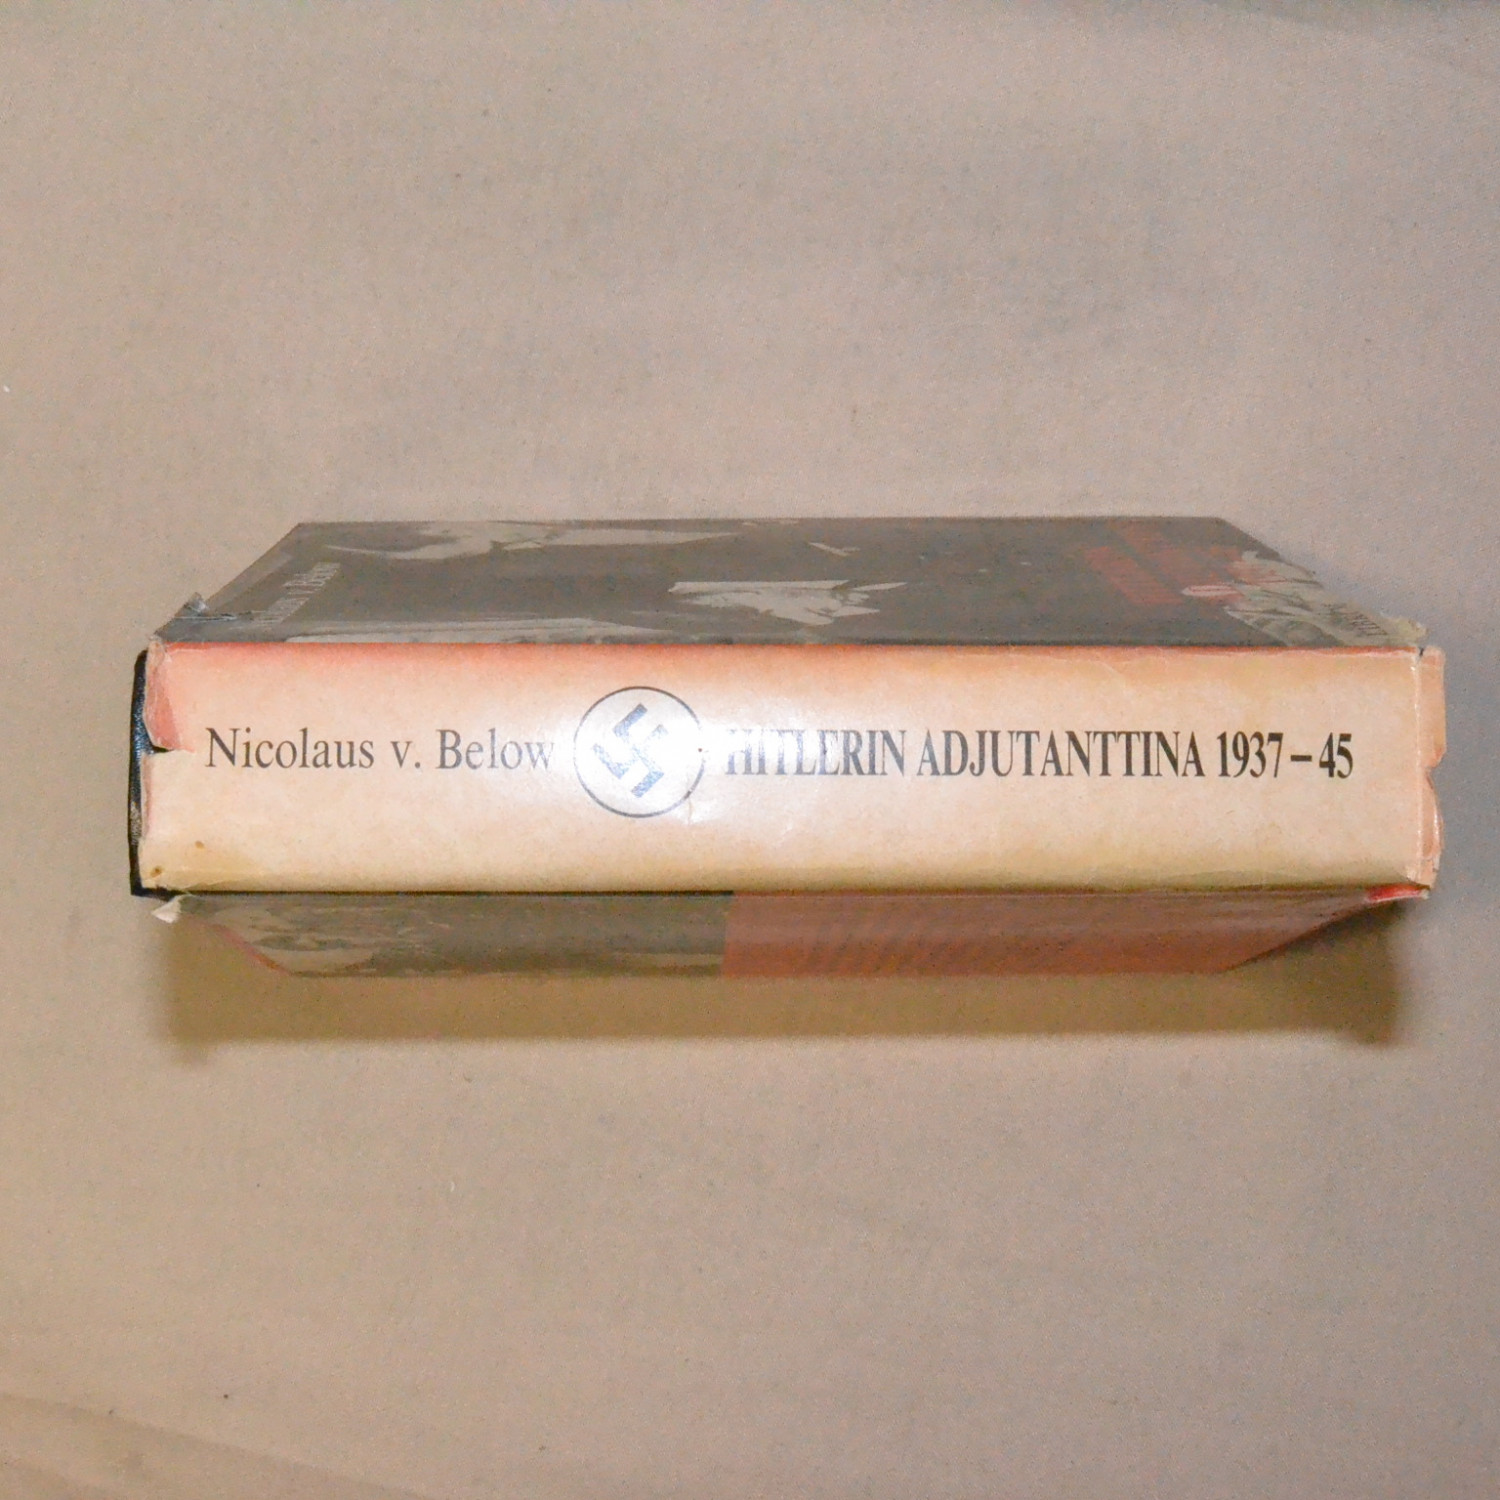 Nicolaus v. Below
HITLERIN ADJUTANTTINA 1937–45